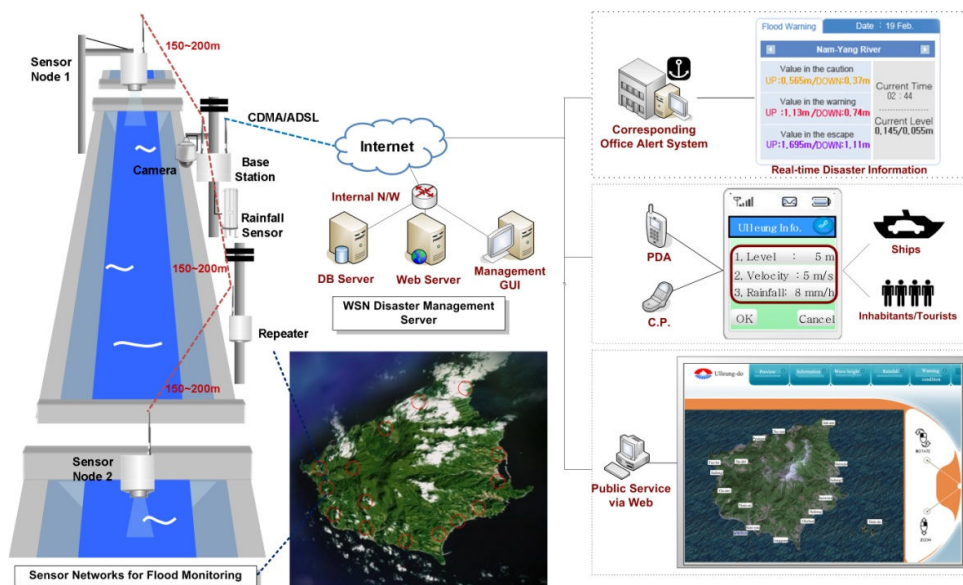 Sensor
Node 1
150~200m
CDMA/ADSL
Camera
Base
Station
Rainfall
Sensor
150~200m
Repeater
150~200m
Sensor
Node 2
Sensor Networks for Flood Monitoring
Internet
Internal N/W
DB Server
Web Server
Management
GUI
WSN Disaster Management
Server
Corresponding
Office Alert System
Flood Warning
Date : 19 Feb.
Nam-Yang River
Value in the caution
UP:0,565m/DOWN:0,37m
Value in the warning
UP:1,13m/DOWN:0,74m
Value in the escape
UP:1,695m/DOWN:1,11m
Current Time
02 : 44
Current Level
0,145/0,055m
Real-time Disaster Information
PDA
C.P.
Ulleung Info.
1. Level : 5 m
2. Velocity : 5 m/s
3. Rainfall: 8 mm/h
OK
Cancel
Ships
Inhabitants/Tourists
Public Service
via Web
Ulleung-do
Preview
Information
Wave height
Rainfall
Warning
condition
ROTATE
ZOOM